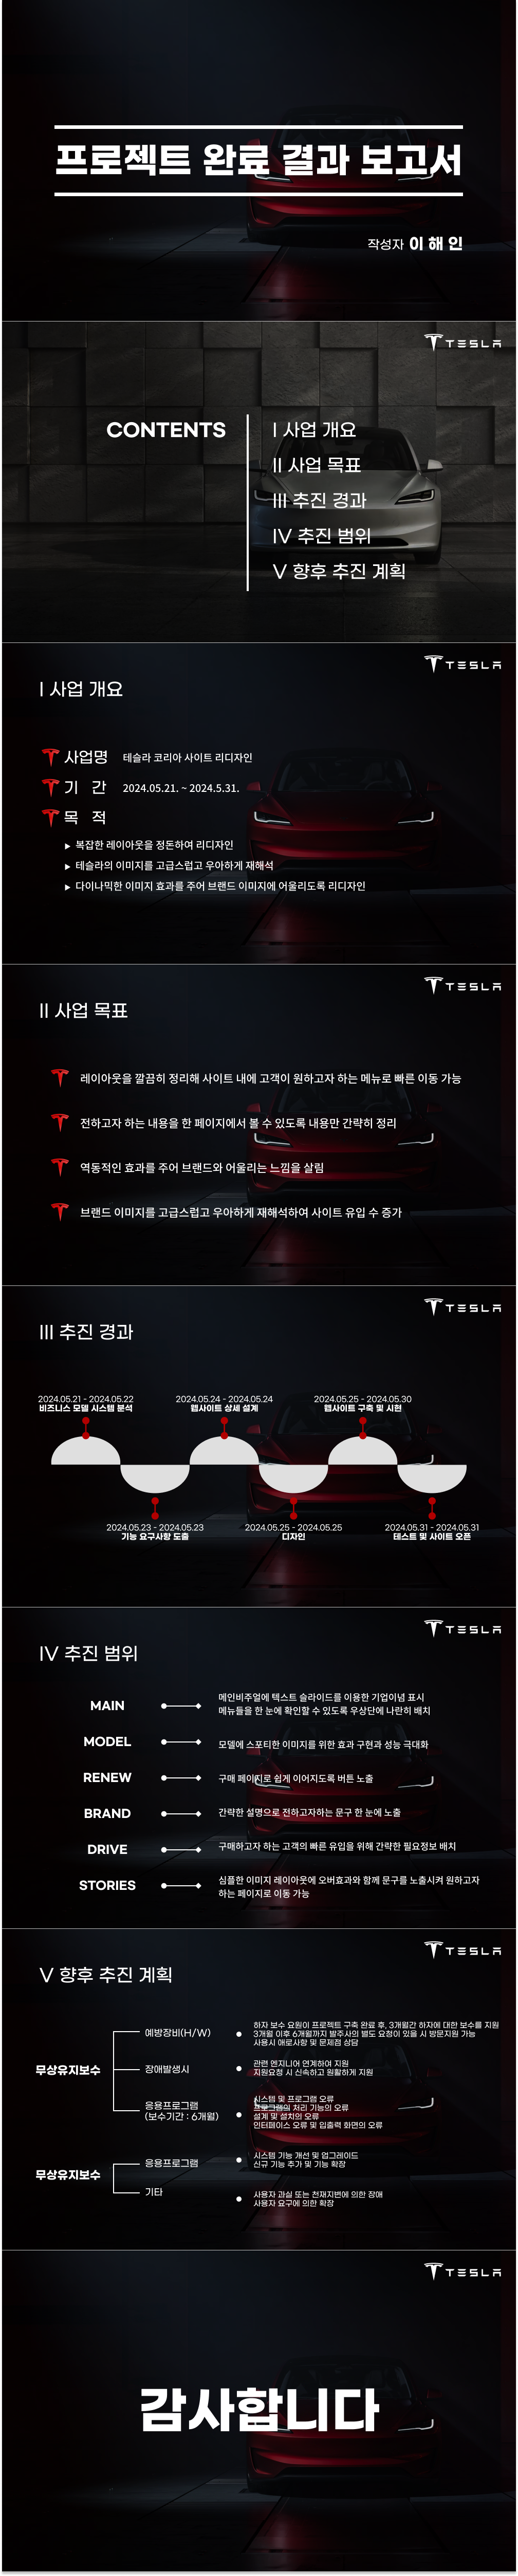 프로젝트 완료 결과 보고서
작성자 이 해 인
TESLA
CONTENTS
I 사업 개요
II 사업 목표
III 추진 경과
IV 추진 범위
V 향후 추진 계획
TESLA
I 사업 개요
사업명 테슬라 코리아 사이트 리디자인
기 간 2024.05.21. ~ 2024.5.31.
목 적
▶ 복잡한 레이아웃을 정돈하여 리디자인
▶ 테슬라의 이미지를 고급스럽고 우아하게 재해석
▶ 다이나믹한 이미지 효과를 주어 브랜드 이미지에 어울리도록 리디자인
TESLA
II 사업 목표
레이아웃을 깔끔히 정리해 사이트 내에 고객이 원하고자 하는 메뉴로 빠른 이동 가능
전하고자 하는 내용을 한 페이지에서 볼 수 있도록 내용만 간략히 정리
역동적인 효과를 주어 브랜드와 어울리는 느낌을 살림
브랜드 이미지를 고급스럽고 우아하게 재해석하여 사이트 유입 수 증가
TESLA
III 추진 경과
2024.05.21 - 2024.05.22
비즈니스 모델 시스템 분석
2024.05.24 - 2024.05.24
웹사이트 상세 설계
2024.05.25 - 2024.05.30
웹사이트 구축 및 시현
2024.05.23 - 2024.05.23
기능 요구사항 도출
2024.05.25 - 2024.05.25
디자인
2024.05.31 - 2024.05.31
테스트 및 사이트 오픈
TESLA
IV 추진 범위
MAIN
메인비주얼에 텍스트 슬라이드를 이용한 기업이념 표시
메뉴들을 한 눈에 확인할 수 있도록 우상단에 나란히 배치
MODEL
모델에 스포티한 이미지를 위한 효과 구현과 성능 극대화
RENEW
구매 페이지로 쉽게 이어지도록 버튼 노출
BRAND
간략한 설명으로 전하고자하는 문구 한 눈에 노출
DRIVE
구매하고자 하는 고객의 빠른 유입을 위해 간략한 필요정보 배치
STORIES
심플한 이미지 레이아웃에 오버효과와 함께 문구를 노출시켜 원하고자
하는 페이지로 이동 가능
TESLA
V 향후 추진 계획
무상유지보수
예방장비(H/W)
하자 보수 요원이 프로젝트 구축 완료 후, 3개월간 하자에 대한 보수를 지원
3개월 이후 6개월까지 발주사의 별도 요청이 있을 시 방문지원 가능
사용시 애로사항 및 문제점 상담
장애발생시
관련 엔지니어 연계하여 지원
지원요청 시 신속하고 원활하게 지원
응용프로그램
(보수기간 : 6개월)
시스템 및 프로그램 오류
프로그램의 처리 기능의 오류
설계 및 설치의 오류
인터페이스 오류 및 입출력 화면의 오류
무상유지보수
응용프로그램
시스템 기능 개선 및 업그레이드
신규 기능 추가 및 기능 확장
기타
사용자 과실 또는 천재지변에 의한 장애
사용자 요구에 의한 확장
TESLA
감사합니다